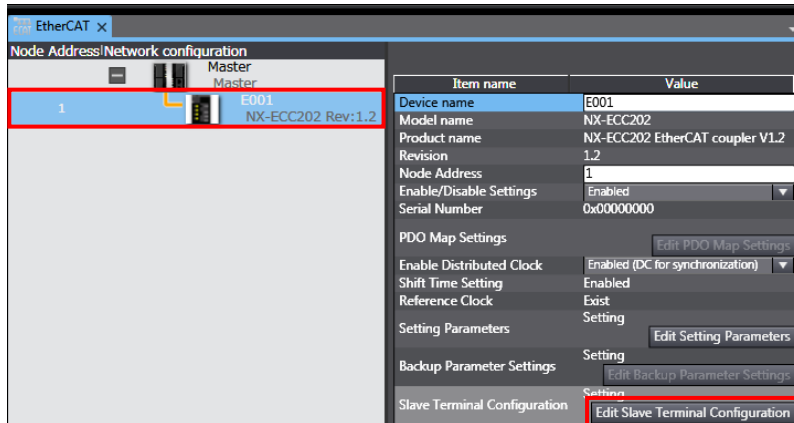 EtherCAT ×
Node Address|Network configuration
Master
Master
1
E001
NX-ECC202 Rev:1.2
Item name Value
Device name E001
Model name NX-ECC202
Product name NX-ECC202 EtherCAT coupler V1.2
Revision 1.2
Node Address 1
Enable/Disable Settings Enabled
Serial Number 0x00000000
PDO Map Settings Edit PDO Map Settings
Enable Distributed Clock Enabled (DC for synchronization)
Shift Time Setting Enabled
Reference Clock Exist
Setting
Setting Parameters Edit Setting Parameters
Setting
Backup Parameter Settings Edit Backup Parameter Settings
Setting
Slave Terminal Configuration Edit Slave Terminal Configuration